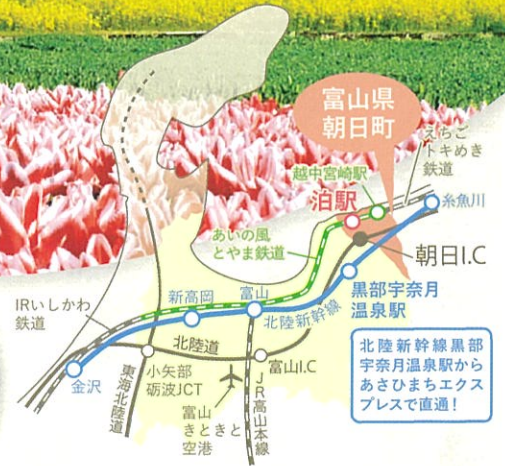 富山県
朝日町
えちご
トキめき
鉄道
越中宮崎駅
泊駅
糸魚川
あいの風
とやま鉄道
朝日I.C
黒部宇奈月
温泉駅
IRいしかわ
鉄道
新高岡
富山
北陸新幹線
北陸道
金沢
東海北陸道
小矢部
砺波JCT
富山I.C
富山
きときと
空港
JR高山本線
北陸新幹線黒部
宇奈月温泉駅から
あさひまちエクス
プレスで直通！